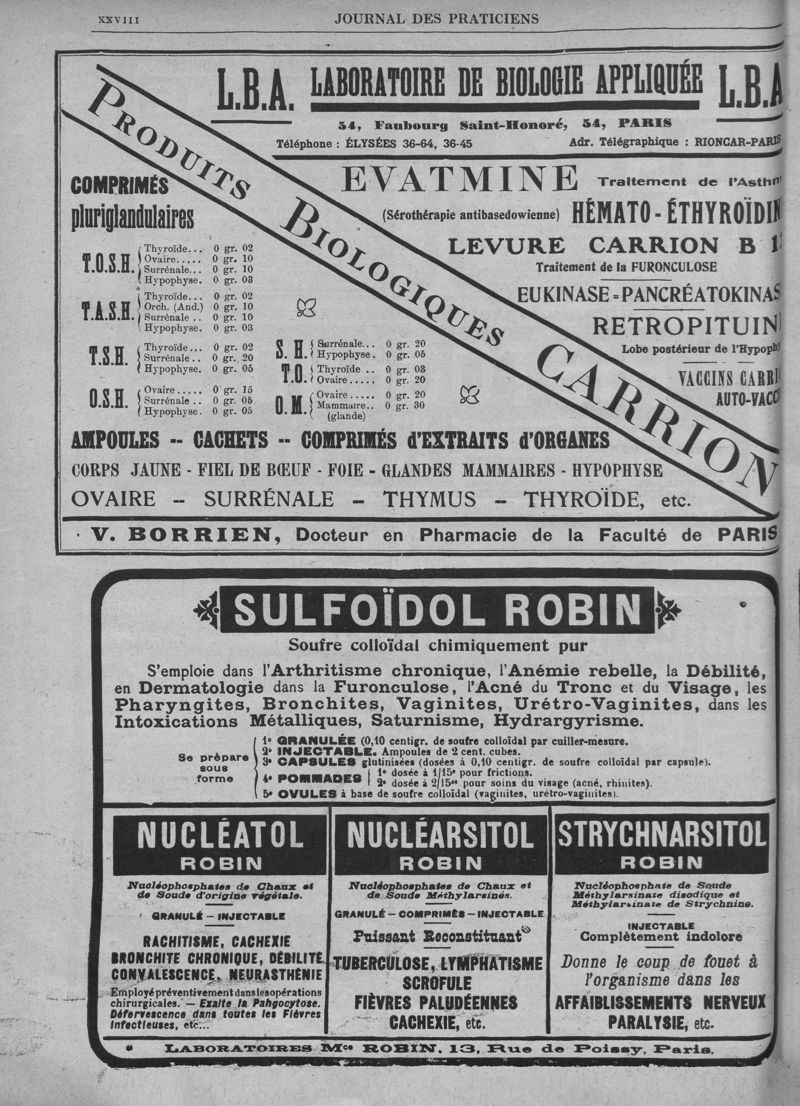 XXVIII
JOURNAL DES PRATICIENS
L.B.A. LABORATOIRE DE BIOLOGIE APPLIQUÉE L.B.A
54, Faubourg Saint-Honoré, 54, PARIS
Téléphone : ÉLYSÉES 36-64, 36-45
Adr. Télégraphique : RIONCAR-PARIS
PRODUITS BIOLOGIQUES CARRION
COMPRIMÉS
pluriglandulaires
T.O.S.H.
Thyroïde... 0 gr. 02
Ovaire..... 0 gr. 10
Surrénale... 0 gr. 10
Hypophyse. 0 gr. 03
T.A.S.H.
Thyroïde... 0 gr. 02
Orch. (And.) 0 gr. 10
Surrénale .. 0 gr. 10
Hypophyse. 0 gr. 03
T.S.H.
Thyroïde... 0 gr. 02
Surrénale .. 0 gr. 20
Hypophyse. 0 gr. 05
O.S.H.
Ovaire..... 0 gr. 15
Surrénale .. 0 gr. 05
Hypophyse. 0 gr. 05
S. H.
Surrénale... 0 gr. 20
Hypophyse. 0 gr. 05
T.O.
Thyroïde .. 0 gr. 03
Ovaire..... 0 gr. 20
O.M.
Ovaire..... 0 gr. 20
Mammaire.. 0 gr. 30
(glande)
EVATMINE Traitement de l'Asthm
(Sérothérapie antibasedowienne) HÉMATO-ÉTHYROÏDIN
LEVURE CARRION B 1
Traitement de la FURONCULOSE
EUKINASE-PANCRÉATOKINAS
RETROPITUIN
Lobe postérieur de l'Hypoph
VACCINS CARRI
AUTO-VACC
AMPOULES -- CACHETS -- COMPRIMÉS d'EXTRAITS d'ORGANES
CORPS JAUNE - FIEL DE BŒUF - FOIE - GLANDES MAMMAIRES - HYPOPHYSE
OVAIRE – SURRÉNALE – THYMUS – THYROÏDE, etc.
V. BORRIEN, Docteur en Pharmacie de la Faculté de PARIS
SULFOÏDOL ROBIN
Soufre colloïdal chimiquement pur
S'emploie dans l'Arthritisme chronique, l'Anémie rebelle, la Débilité,
en Dermatologie dans la Furonculose, l'Acné du Tronc et du Visage, les
Pharyngites, Bronchites, Vaginites, Urétro-Vaginites, dans les
Intoxications Métalliques, Saturnisme, Hydrargyrisme.
Se prépare
sous
forme
1º GRANULÉE (0,10 centigr. de soufre colloïdal par cuiller-mesure.
2º INJECTABLE. Ampoules de 2 cent. cubes.
3º CAPSULES glutinisées (dosées à 0,10 centigr. de soufre colloïdal par capsule).
4º POMMADES
1º dosée à 1/15e pour frictions.
2º dosée à 2/15es pour soins du visage (acné, rhinites).
5º OVULES à base de soufre colloïdal (vaginites, urétro-vaginites).
NUCLÉATOL
ROBIN
Nucléophosphates de Chaux et
de Soude d'origine végétale.
GRANULÉ – INJECTABLE
RACHITISME, CACHEXIE
BRONCHITE CHRONIQUE, DÉBILITÉ
CONVALESCENCE, NEURASTHÉNIE
Employé préventivement dans les opérations
chirurgicales. – Exalte la Pahgocytose.
Défervescence dans toutes les Fièvres
Infectieuses, etc...
NUCLÉARSITOL
ROBIN
Nucléophosphates de Chaux et
de Soude Méthylarsinés.
GRANULÉ – COMPRIMÉS – INJECTABLE
Puissant Reconstituant
TUBERCULOSE, LYMPHATISME
SCROFULE
FIÈVRES PALUDÉENNES
CACHEXIE, etc.
STRYCHNARSITOL
ROBIN
Nucléophosphate de Soude
Méthylarsinate disodique et
Méthylarsinate de Strychnine.
INJECTABLE
Complètement indolore
Donne le coup de fouet à
l'organisme dans les
AFFAIBLISSEMENTS NERVEUX
PARALYSIE, etc.
LABORATOIRES Mce ROBIN, 13, Rue de Poissy, Paris.